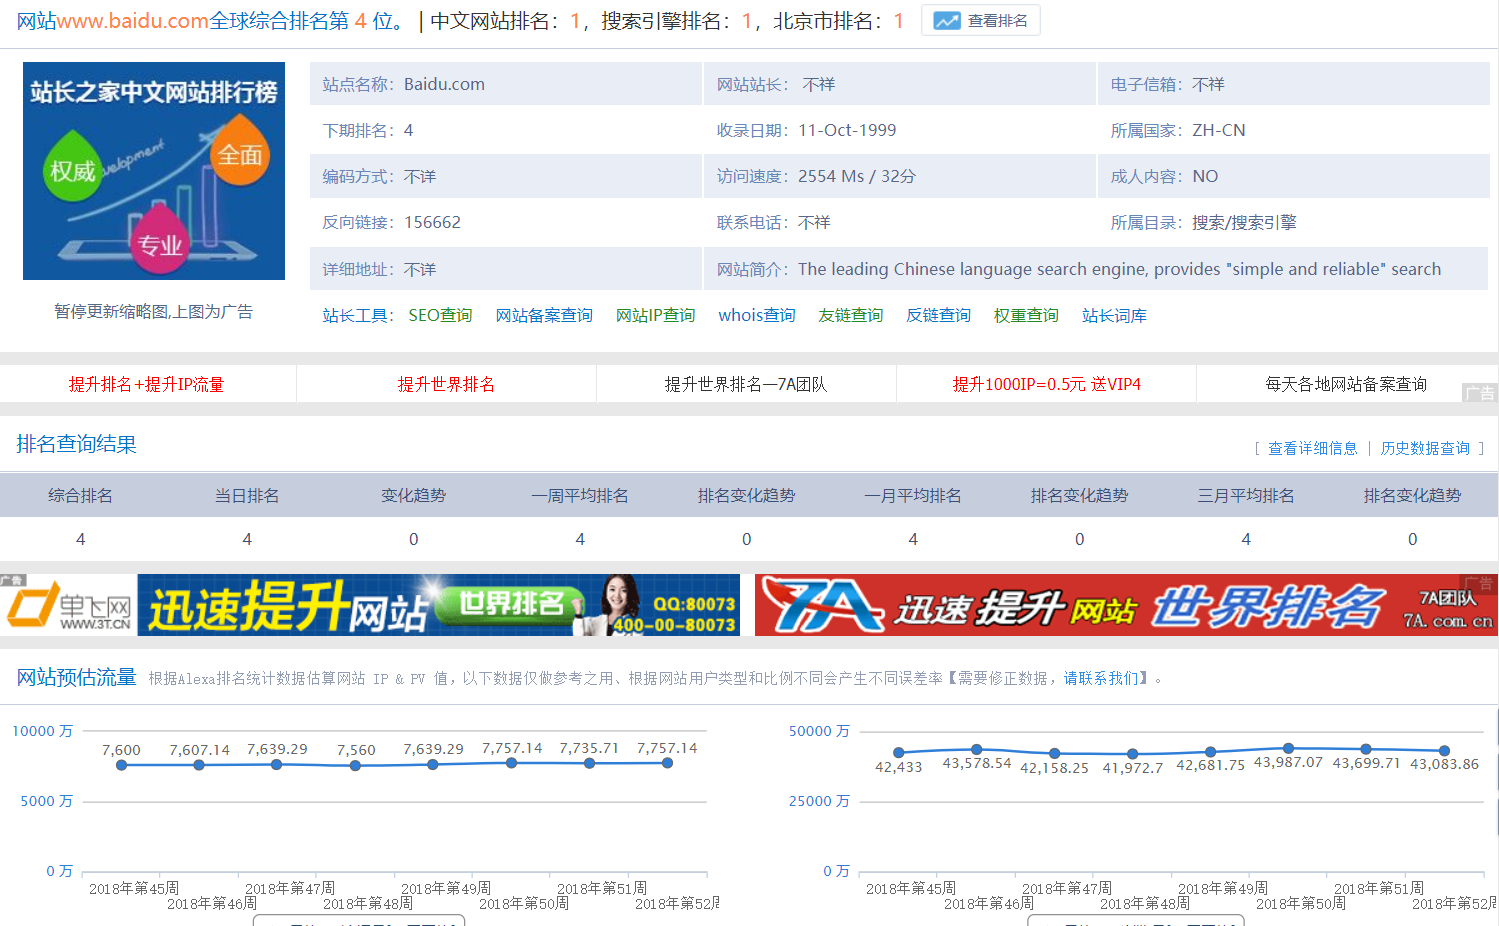 网站www.baidu.com全球综合排名第 4 位。 | 中文网站排名：1， 搜索引擎排名：1， 北京市排名：1 查看排名
站长之家中文网站排行榜
权威
velopment
全面
专业
暂停更新缩略图,上图为广告
站点名称：Baidu.com 网站站长： 不祥 电子信箱：不祥
下期排名：4 收录日期：11-Oct-1999 所属国家：ZH-CN
编码方式：不详 访问速度：2554 Ms / 32分 成人内容：NO
反向链接：156662 联系电话：不祥 所属目录：搜索/搜索引擎
详细地址：不详 网站简介：The leading Chinese language search engine, provides "simple and reliable" search
站长工具： SEO查询 网站备案查询 网站IP查询 whois查询 友链查询 反链查询 权重查询 站长词库
提升排名+提升IP流量 提升世界排名 提升世界排名—7A团队 提升1000IP=0.5元 送VIP4 每天各地网站备案查询 广告
排名查询结果 [ 查看详细信息 | 历史数据查询 ]
综合排名 当日排名 变化趋势 一周平均排名 排名变化趋势 一月平均排名 排名变化趋势 三月平均排名 排名变化趋势
4 4 0 4 0 4 0 4 0
广告
单飞网
WWW.3T.CN
迅速提升网站 世界排名
QQ:80073
400-00-80073
7A 迅速提升网站 世界排名
广告
7A团队
7A.com.cn
网站预估流量 根据Alexa排名统计数据估算网站 IP & PV 值，以下数据仅做参考之用、根据网站用户类型和比例不同会产生不同误差率【需要修正数据，请联系我们】。
10000 万
7,600 7,607.14 7,639.29 7,560 7,639.29 7,757.14 7,735.71 7,757.14
5000 万
0 万
2018年第45周 2018年第47周 2018年第49周 2018年第51周
2018年第46周 2018年第48周 2018年第50周 2018年第52周
50000 万
42,433 43,578.54 42,158.25 41,972.7 42,681.75 43,987.07 43,699.71 43,083.86
25000 万
0 万
2018年第45周 2018年第47周 2018年第49周 2018年第51周
2018年第46周 2018年第48周 2018年第50周 2018年第52周